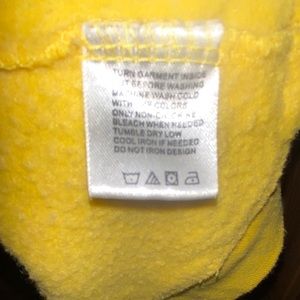 TURN GARMENT INSIDE
OUT BEFORE WASHING
MACHINE WASH COLD
WITH COLORS
ONLY NON-CHLORINE
BLEACH WHEN NEEDED
TUMBLE DRY LOW
COOL IRON IF NEEDED
DO NOT IRON DESIGN